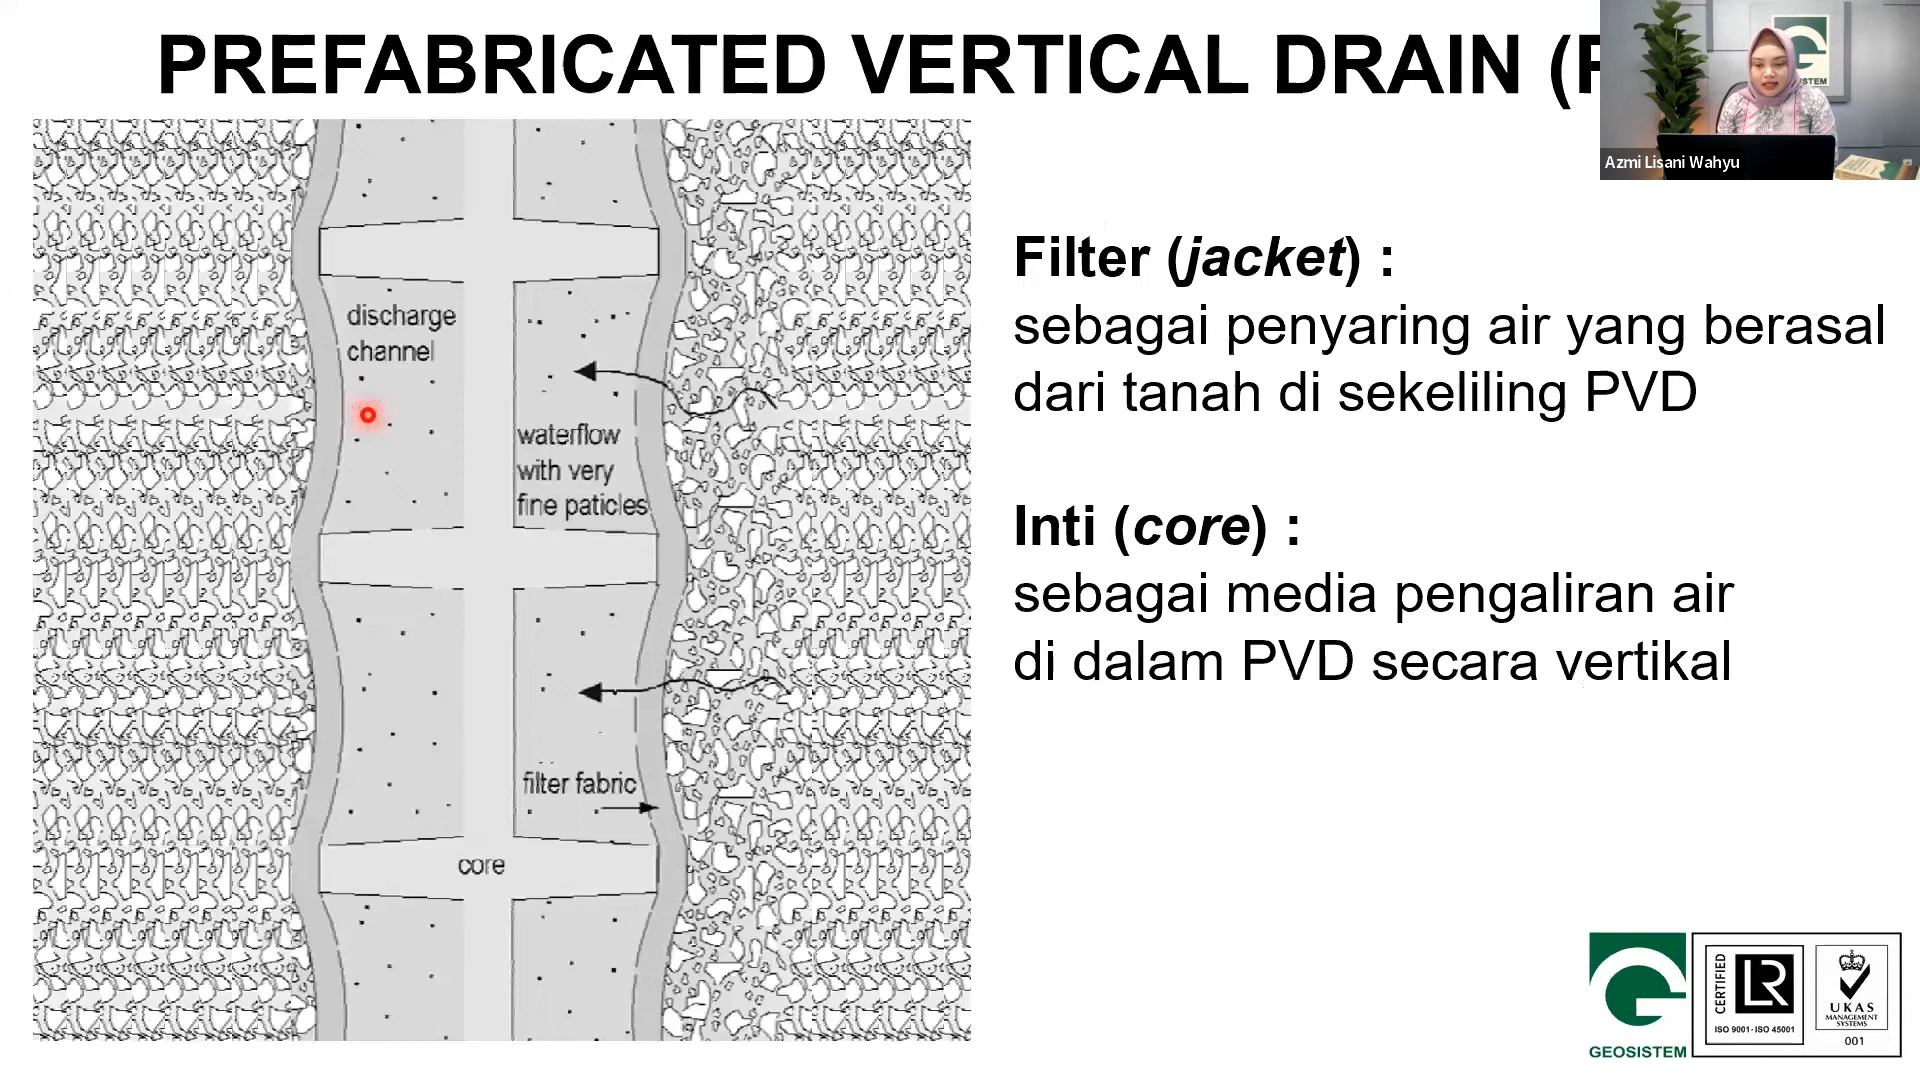 PREFABRICATED VERTICAL DRAIN (P
STEM
Azmi Lisani Wahyu
discharge
channel
waterflow
with very
fine paticles
filter fabric
core
Filter (jacket) :
sebagai penyaring air yang berasal
dari tanah di sekeliling PVD
Inti (core) :
sebagai media pengaliran air
di dalam PVD secara vertikal
GEOSISTEM
CERTIFIED
LR
ISO 9001 · ISO 45001
UKAS
MANAGEMENT
SYSTEMS
001